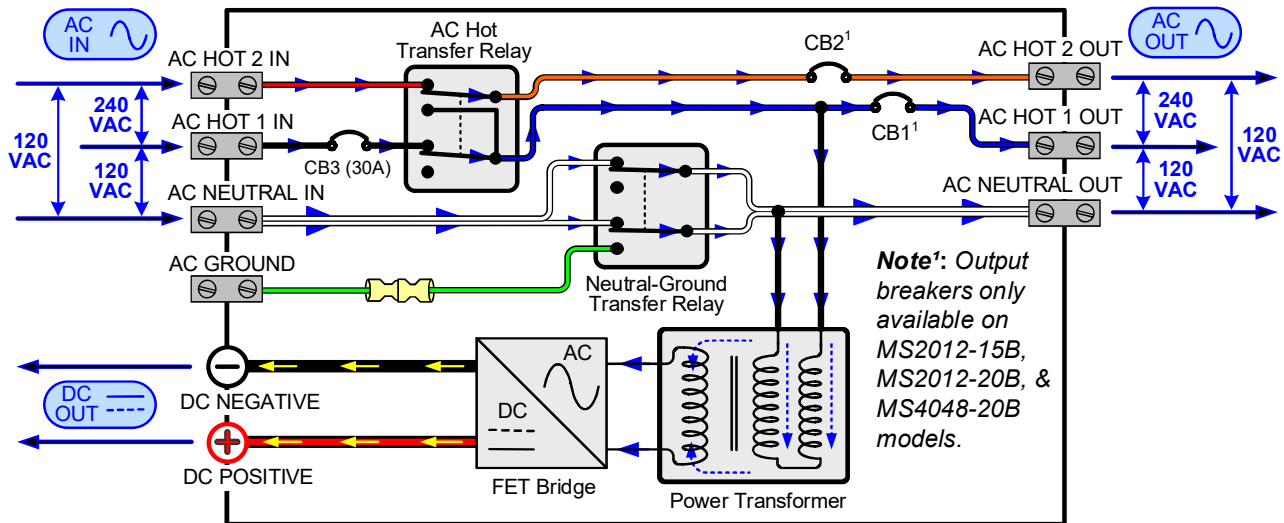 AC
IN
AC HOT 2 IN
AC Hot
Transfer Relay
CB2¹
AC HOT 2 OUT
AC
OUT
240
VAC
AC HOT 1 IN
120
VAC
120
VAC
CB3 (30A)
CB1¹
AC HOT 1 OUT
240
VAC
120
VAC
120
VAC
AC NEUTRAL IN
AC NEUTRAL OUT
AC GROUND
Neutral-Ground
Transfer Relay
Note¹: Output
breakers only
available on
MS2012-15B,
MS2012-20B, &
MS4048-20B
models.
DC NEGATIVE
DC
OUT
DC POSITIVE
AC
DC
FET Bridge
Power Transformer